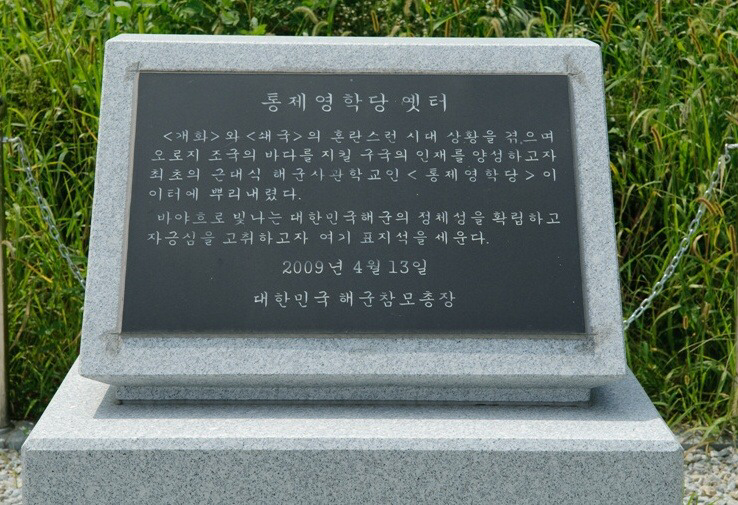 통제영학당 옛터
<개화>와 <쇄국>의 혼란스런 시대 상황을 겪으며
오로지 조국의 바다를 지킬 구국의 인재를 양성하고자
최초의 근대식 해군사관학교인 <통제영학당>이
이터에 뿌리내렸다.
바야흐로 빛나는 대한민국해군의 정체성을 확립하고
자긍심을 고취하고자 여기 표지석을 세운다.
2009년 4월 13일
대한민국 해군참모총장